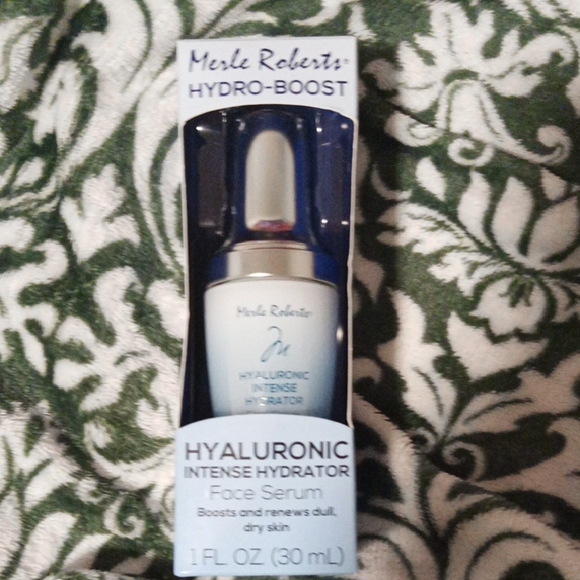 Merle Roberts®
HYDRO-BOOST
Merle Roberts®
HYALURONIC
INTENSE
HYDRATOR
HYALURONIC
INTENSE HYDRATOR
Face Serum
Boosts and renews dull,
dry skin
1 FL. OZ. (30 mL)